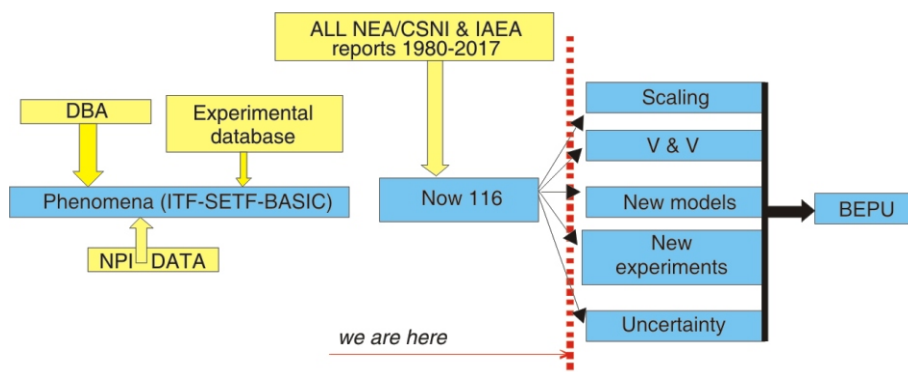 ALL NEA/CSNI & IAEA
reports 1980-2017
DBA
Experimental
database
Phenomena (ITF-SETF-BASIC)
NPI DATA
Now 116
Scaling
V & V
New models
New
experiments
Uncertainty
BEPU
we are here